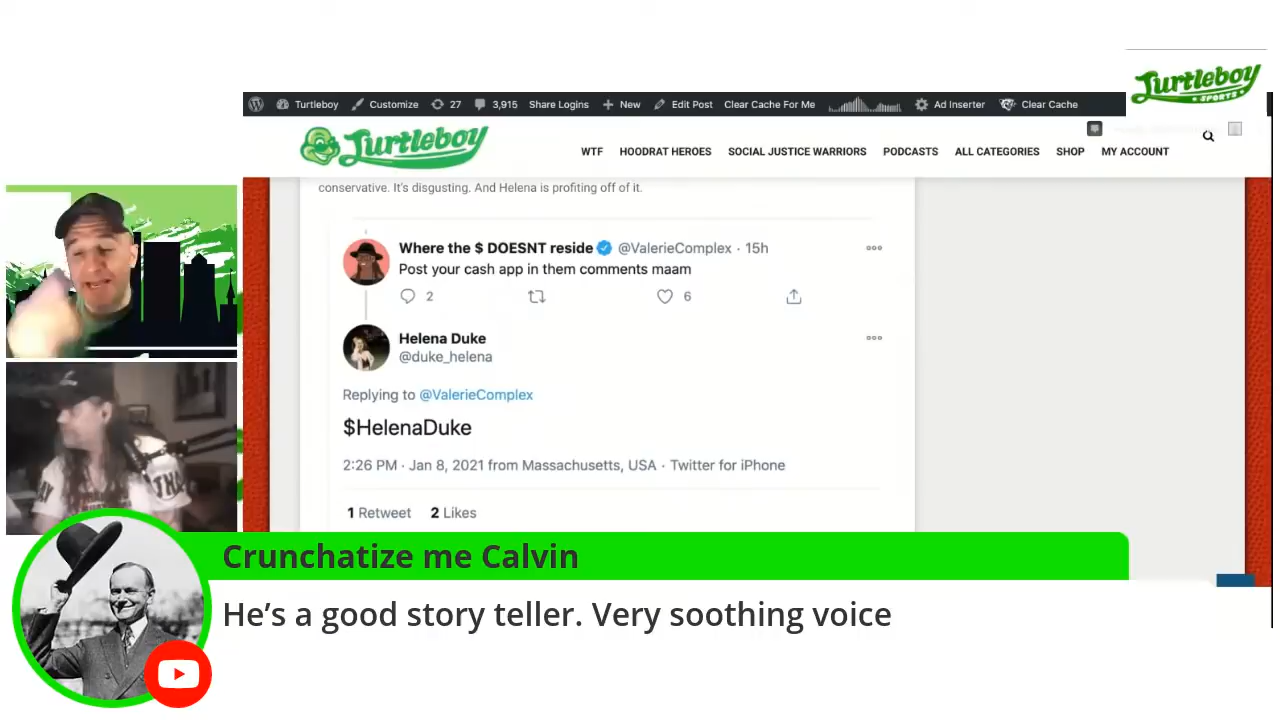 Turtleboy
SPORTS
Turtleboy Customize 27 3,915 Share Logins New Edit Post Clear Cache For Me Ad Inserter Clear Cache
Turtleboy
WTF HOODRAT HEROES SOCIAL JUSTICE WARRIORS PODCASTS ALL CATEGORIES SHOP MY ACCOUNT
conservative. It's disgusting. And Helena is profiting off of it.
Where the $ DOESNT reside @ValerieComplex · 15h
Post your cash app in them comments maam
2 6
Helena Duke
@duke_helena
Replying to @ValerieComplex
$HelenaDuke
2:26 PM · Jan 8, 2021 from Massachusetts, USA · Twitter for iPhone
1 Retweet 2 Likes
Crunchatize me Calvin
He's a good story teller. Very soothing voice